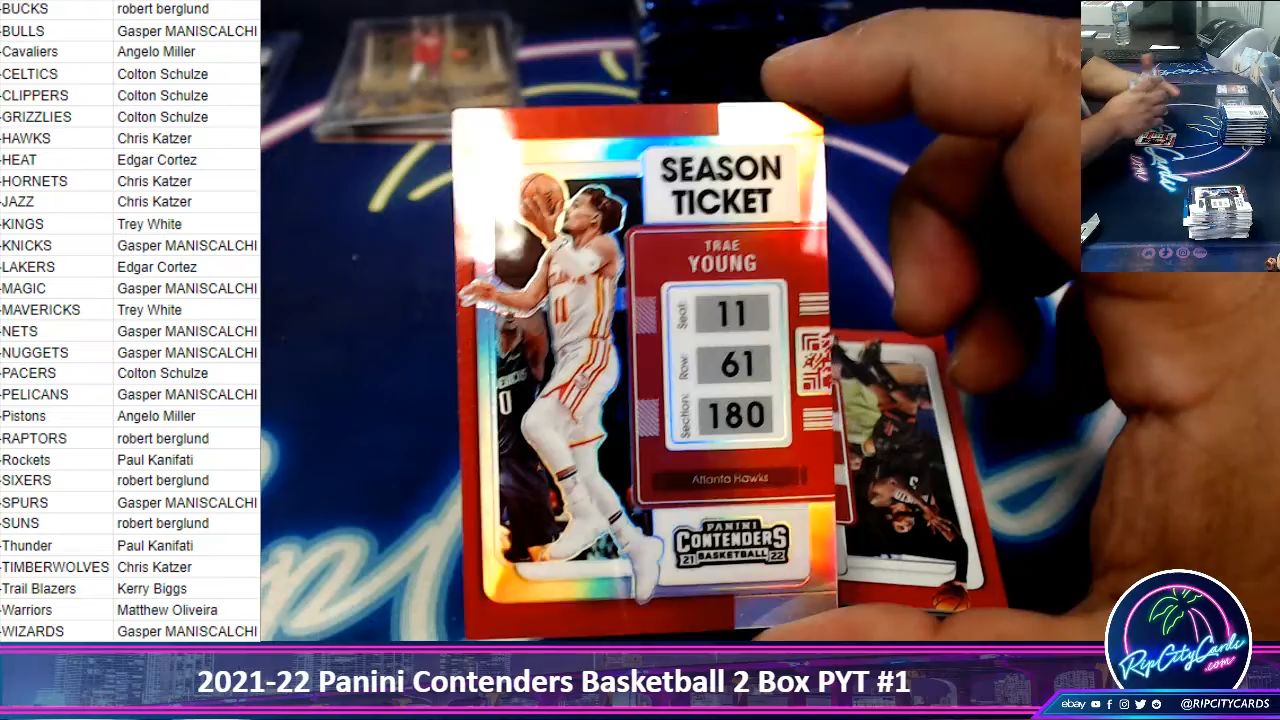 -BUCKS robert berglund
-BULLS Gasper MANISCALCHI
-Cavaliers Angelo Miller
-CELTICS Colton Schulze
-CLIPPERS Colton Schulze
-GRIZZLIES Colton Schulze
-HAWKS Chris Katzer
-HEAT Edgar Cortez
-HORNETS Chris Katzer
-JAZZ Chris Katzer
-KINGS Trey White
-KNICKS Gasper MANISCALCHI
-LAKERS Edgar Cortez
-MAGIC Gasper MANISCALCHI
-MAVERICKS Trey White
-NETS Gasper MANISCALCHI
-NUGGETS Gasper MANISCALCHI
-PACERS Colton Schulze
-PELICANS Gasper MANISCALCHI
-Pistons Angelo Miller
-RAPTORS robert berglund
-Rockets Paul Kanifati
-SIXERS robert berglund
-SPURS Gasper MANISCALCHI
-SUNS robert berglund
-Thunder Paul Kanifati
-TIMBERWOLVES Chris Katzer
-Trail Blazers Kerry Biggs
-Warriors Matthew Oliveira
-WIZARDS Gasper MANISCALCHI
SEASON
TICKET
TRAE
YOUNG
Seat: 11
Row: 61
Section: 180
Atlanta Hawks
PANINI
CONTENDERS
21 BASKETBALL 22
11
0
Cards
RipCityCards
.com
2021-22 Panini Contenders Basketball 2 Box PYT #1
ebay @RIPCITYCARDS